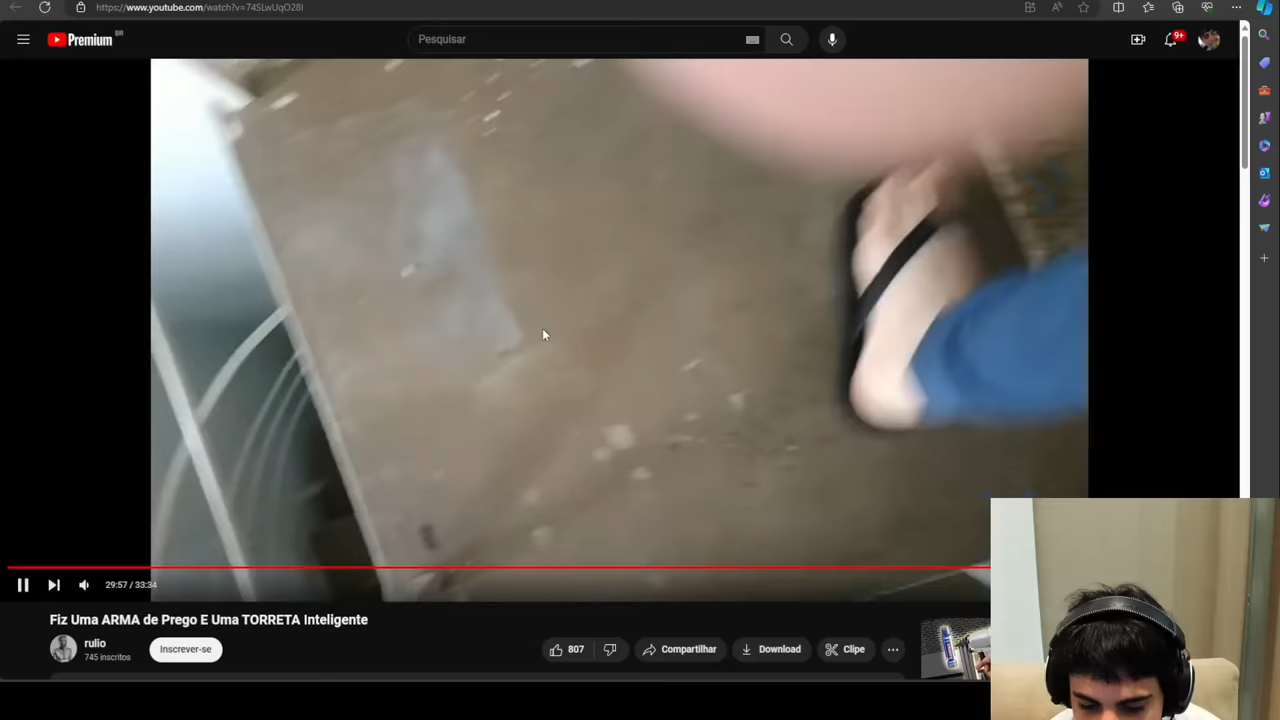 https://www.youtube.com/watch?v=74SLwUqO28I
Premium BR
Pesquisar
9+
29:57 / 33:34
Fiz Uma ARMA de Prego E Uma TORRETA Inteligente
rulio
745 inscritos
Inscrever-se
807
Compartilhar
Download
Clipe